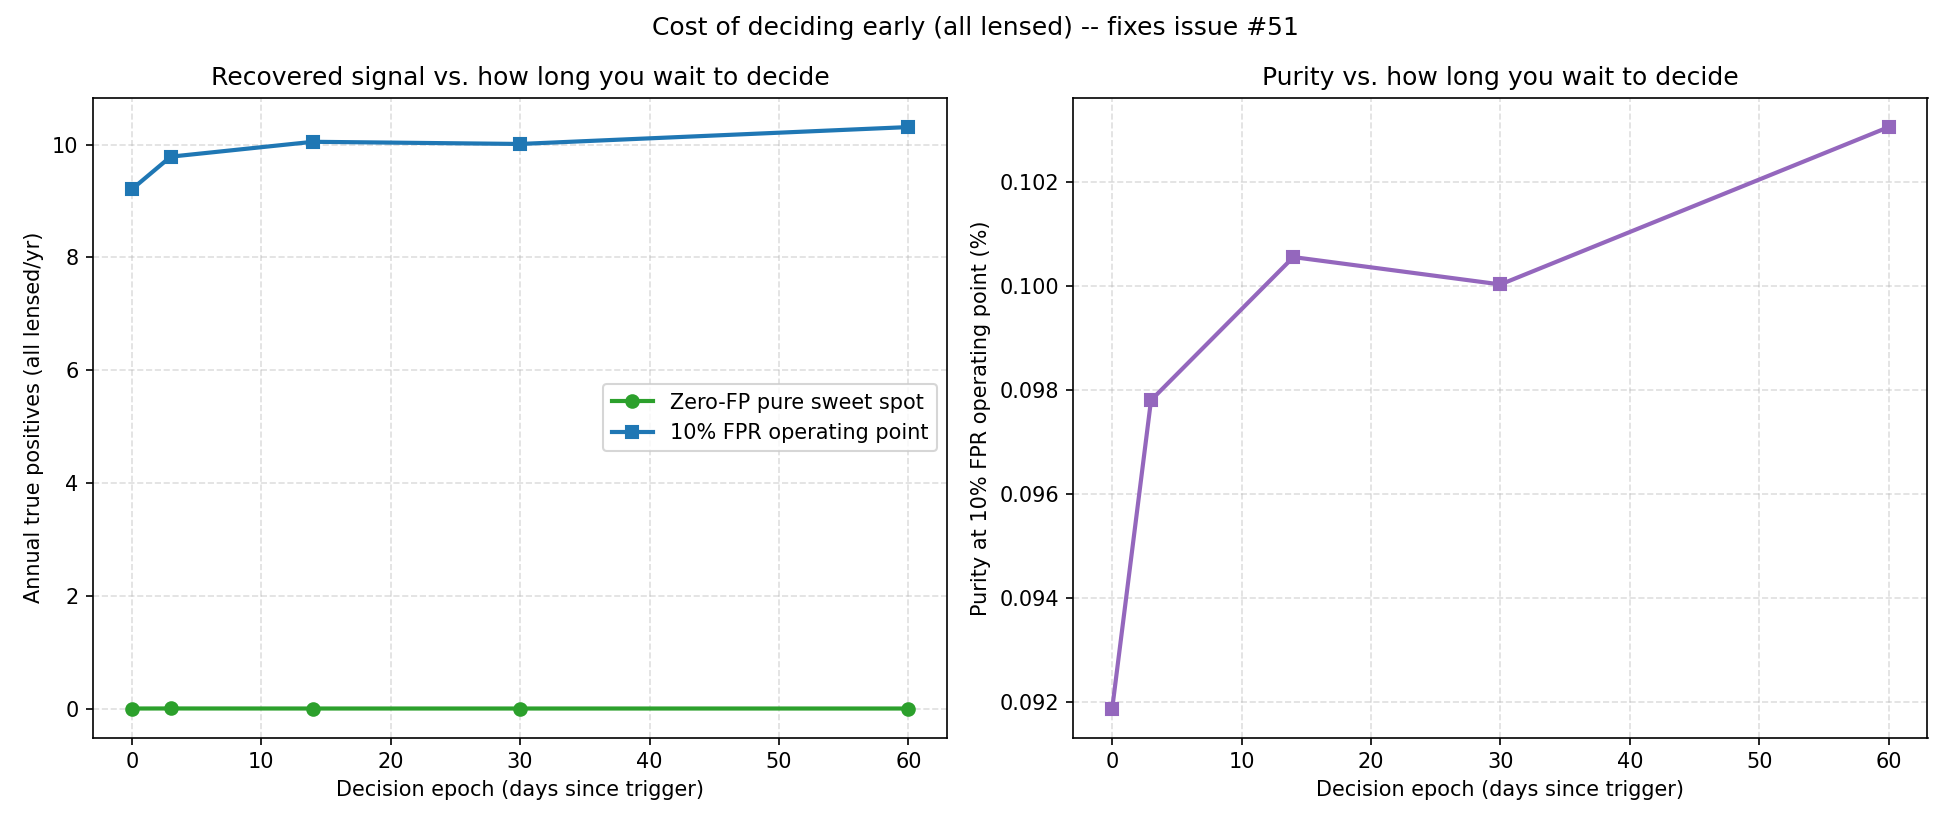 Cost of deciding early (all lensed) -- fixes issue #51
Recovered signal vs. how long you wait to decide
Annual true positives (all lensed/yr)
10
8
6
4
2
0
Zero-FP pure sweet spot
10% FPR operating point
0 10 20 30 40 50 60
Decision epoch (days since trigger)
Purity vs. how long you wait to decide
Purity at 10% FPR operating point (%)
0.102
0.100
0.098
0.096
0.094
0.092
0 10 20 30 40 50 60
Decision epoch (days since trigger)